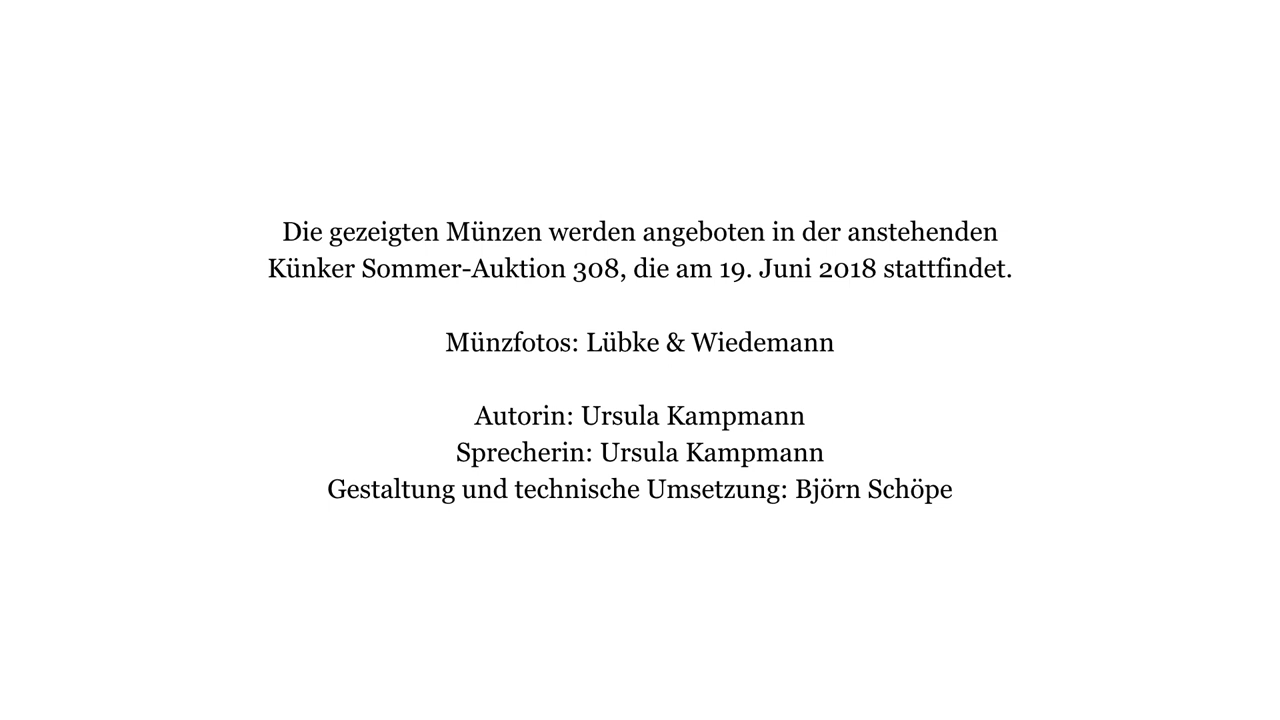 Die gezeigten Münzen werden angeboten in der anstehenden
Künker Sommer-Auktion 308, die am 19. Juni 2018 stattfindet.
Münzfotos: Lübke & Wiedemann
Autorin: Ursula Kampmann
Sprecherin: Ursula Kampmann
Gestaltung und technische Umsetzung: Björn Schöpe